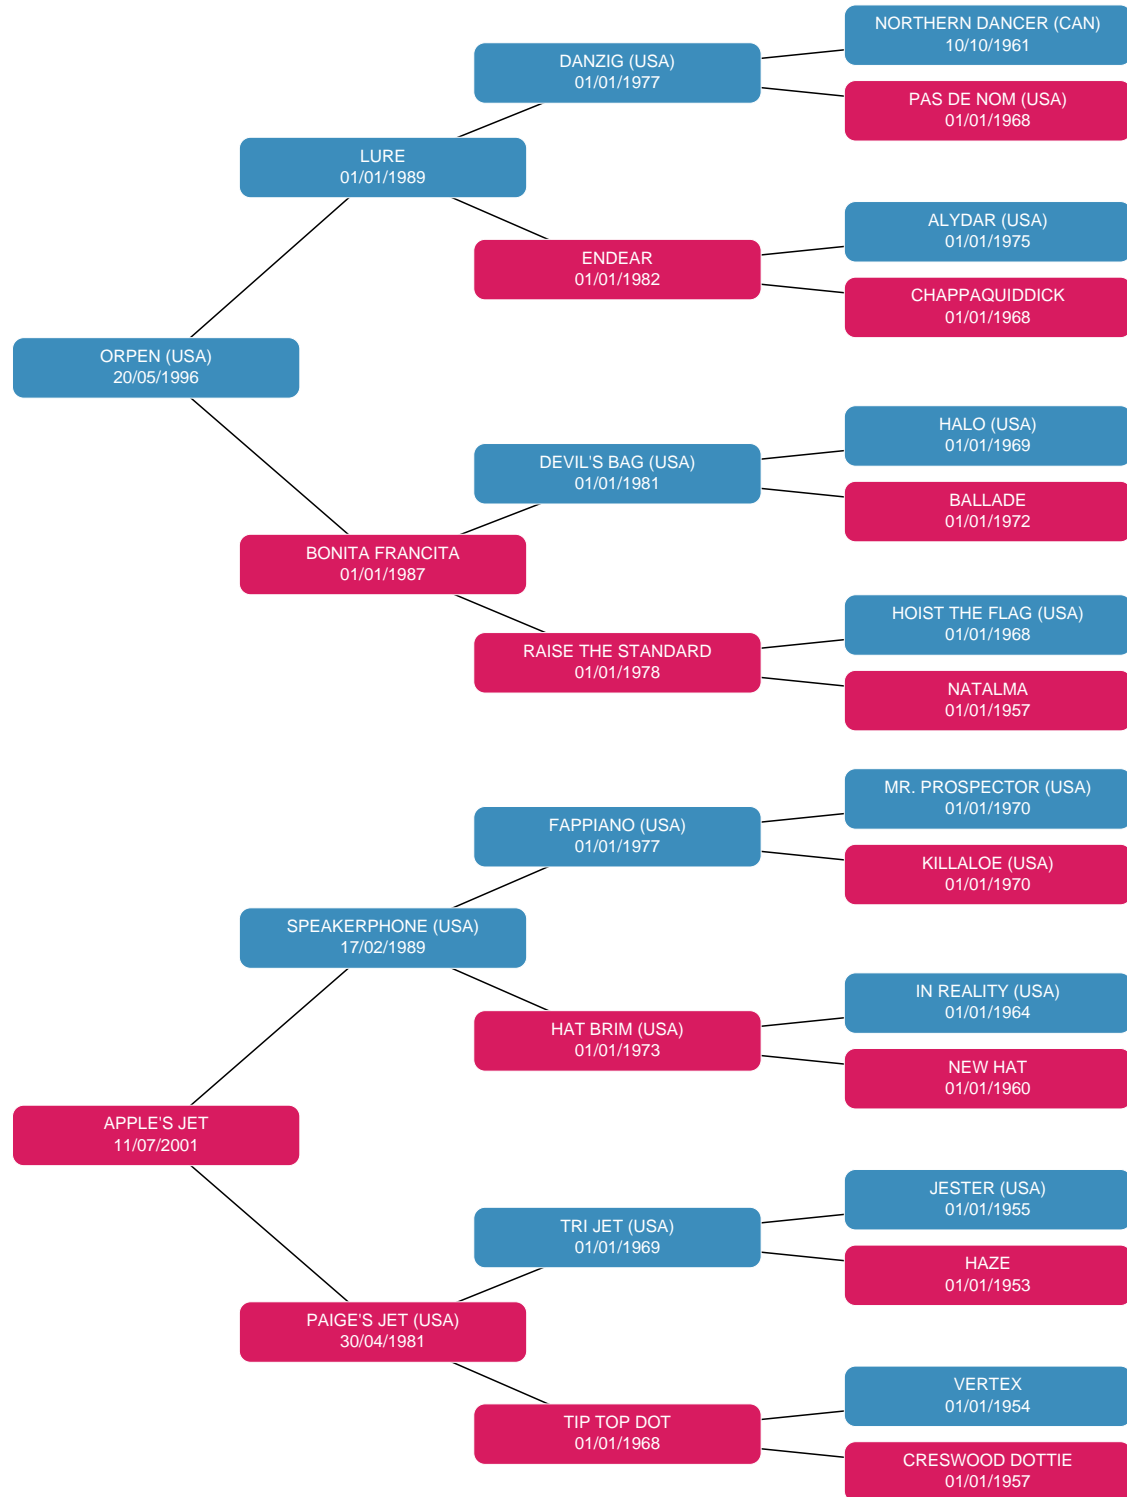 NORTHERN DANCER (CAN)
10/10/1961
DANZIG (USA)
01/01/1977
PAS DE NOM (USA)
01/01/1968
LURE
01/01/1989
ALYDAR (USA)
01/01/1975
ENDEAR
01/01/1982
CHAPPAQUIDDICK
01/01/1968
ORPEN (USA)
20/05/1996
HALO (USA)
01/01/1969
DEVIL'S BAG (USA)
01/01/1981
BALLADE
01/01/1972
BONITA FRANCITA
01/01/1987
HOIST THE FLAG (USA)
01/01/1968
RAISE THE STANDARD
01/01/1978
NATALMA
01/01/1957
MR. PROSPECTOR (USA)
01/01/1970
FAPPIANO (USA)
01/01/1977
KILLALOE (USA)
01/01/1970
SPEAKERPHONE (USA)
17/02/1989
IN REALITY (USA)
01/01/1964
HAT BRIM (USA)
01/01/1973
NEW HAT
01/01/1960
APPLE'S JET
11/07/2001
JESTER (USA)
01/01/1955
TRI JET (USA)
01/01/1969
HAZE
01/01/1953
PAIGE'S JET (USA)
30/04/1981
VERTEX
01/01/1954
TIP TOP DOT
01/01/1968
CRESWOOD DOTTIE
01/01/1957